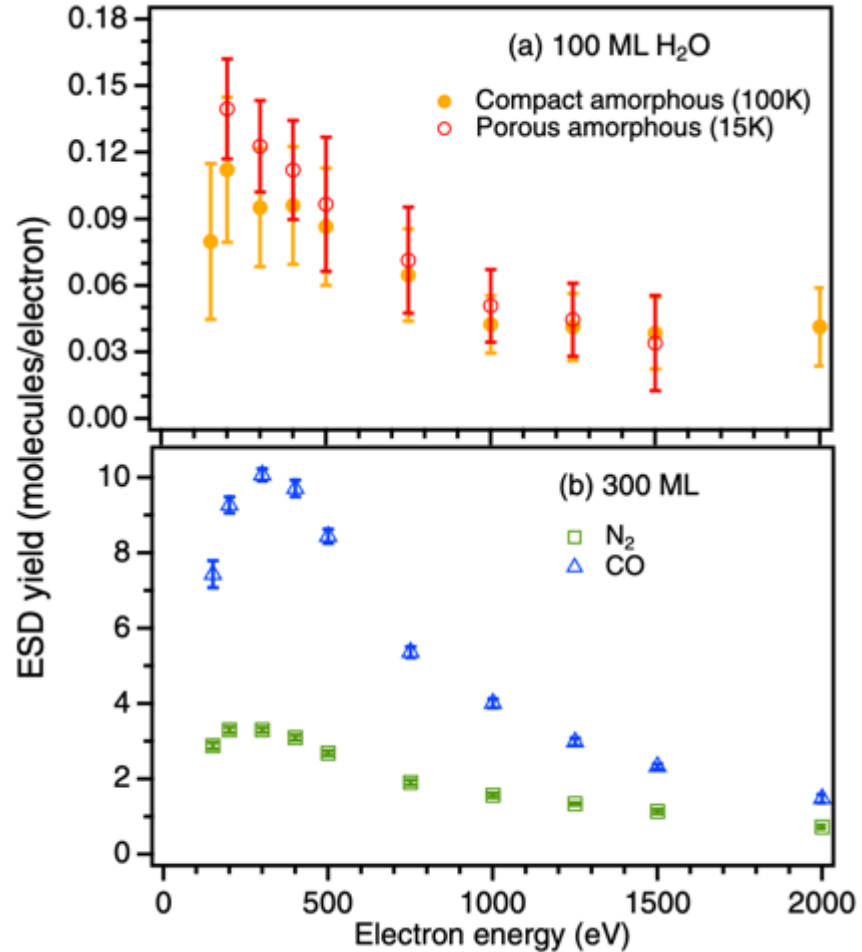 0.18
(a) 100 ML H₂O
Compact amorphous (100K)
0.15
Porous amorphous (15K)
0.12
0.09
0.06
0.03
0.00
ESD yield (molecules/electron)
10
(b) 300 ML
N₂
8
CO
6
4
2
0
0 500 1000 1500 2000
Electron energy (eV)